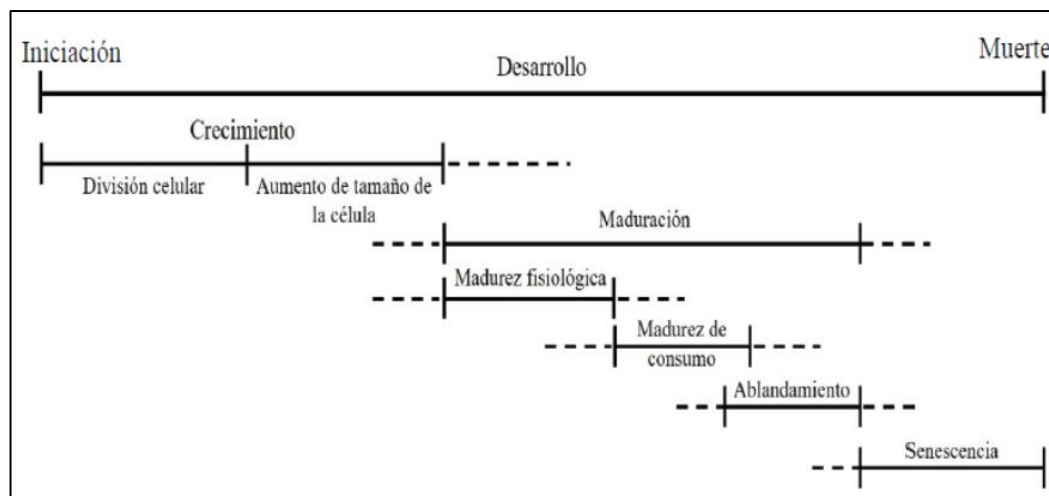 Iniciación
Muerte
Desarrollo
Crecimiento
División celular
Aumento de tamaño de
la célula
Maduración
Madurez fisiológica
Madurez de
consumo
Ablandamiento
Senescencia